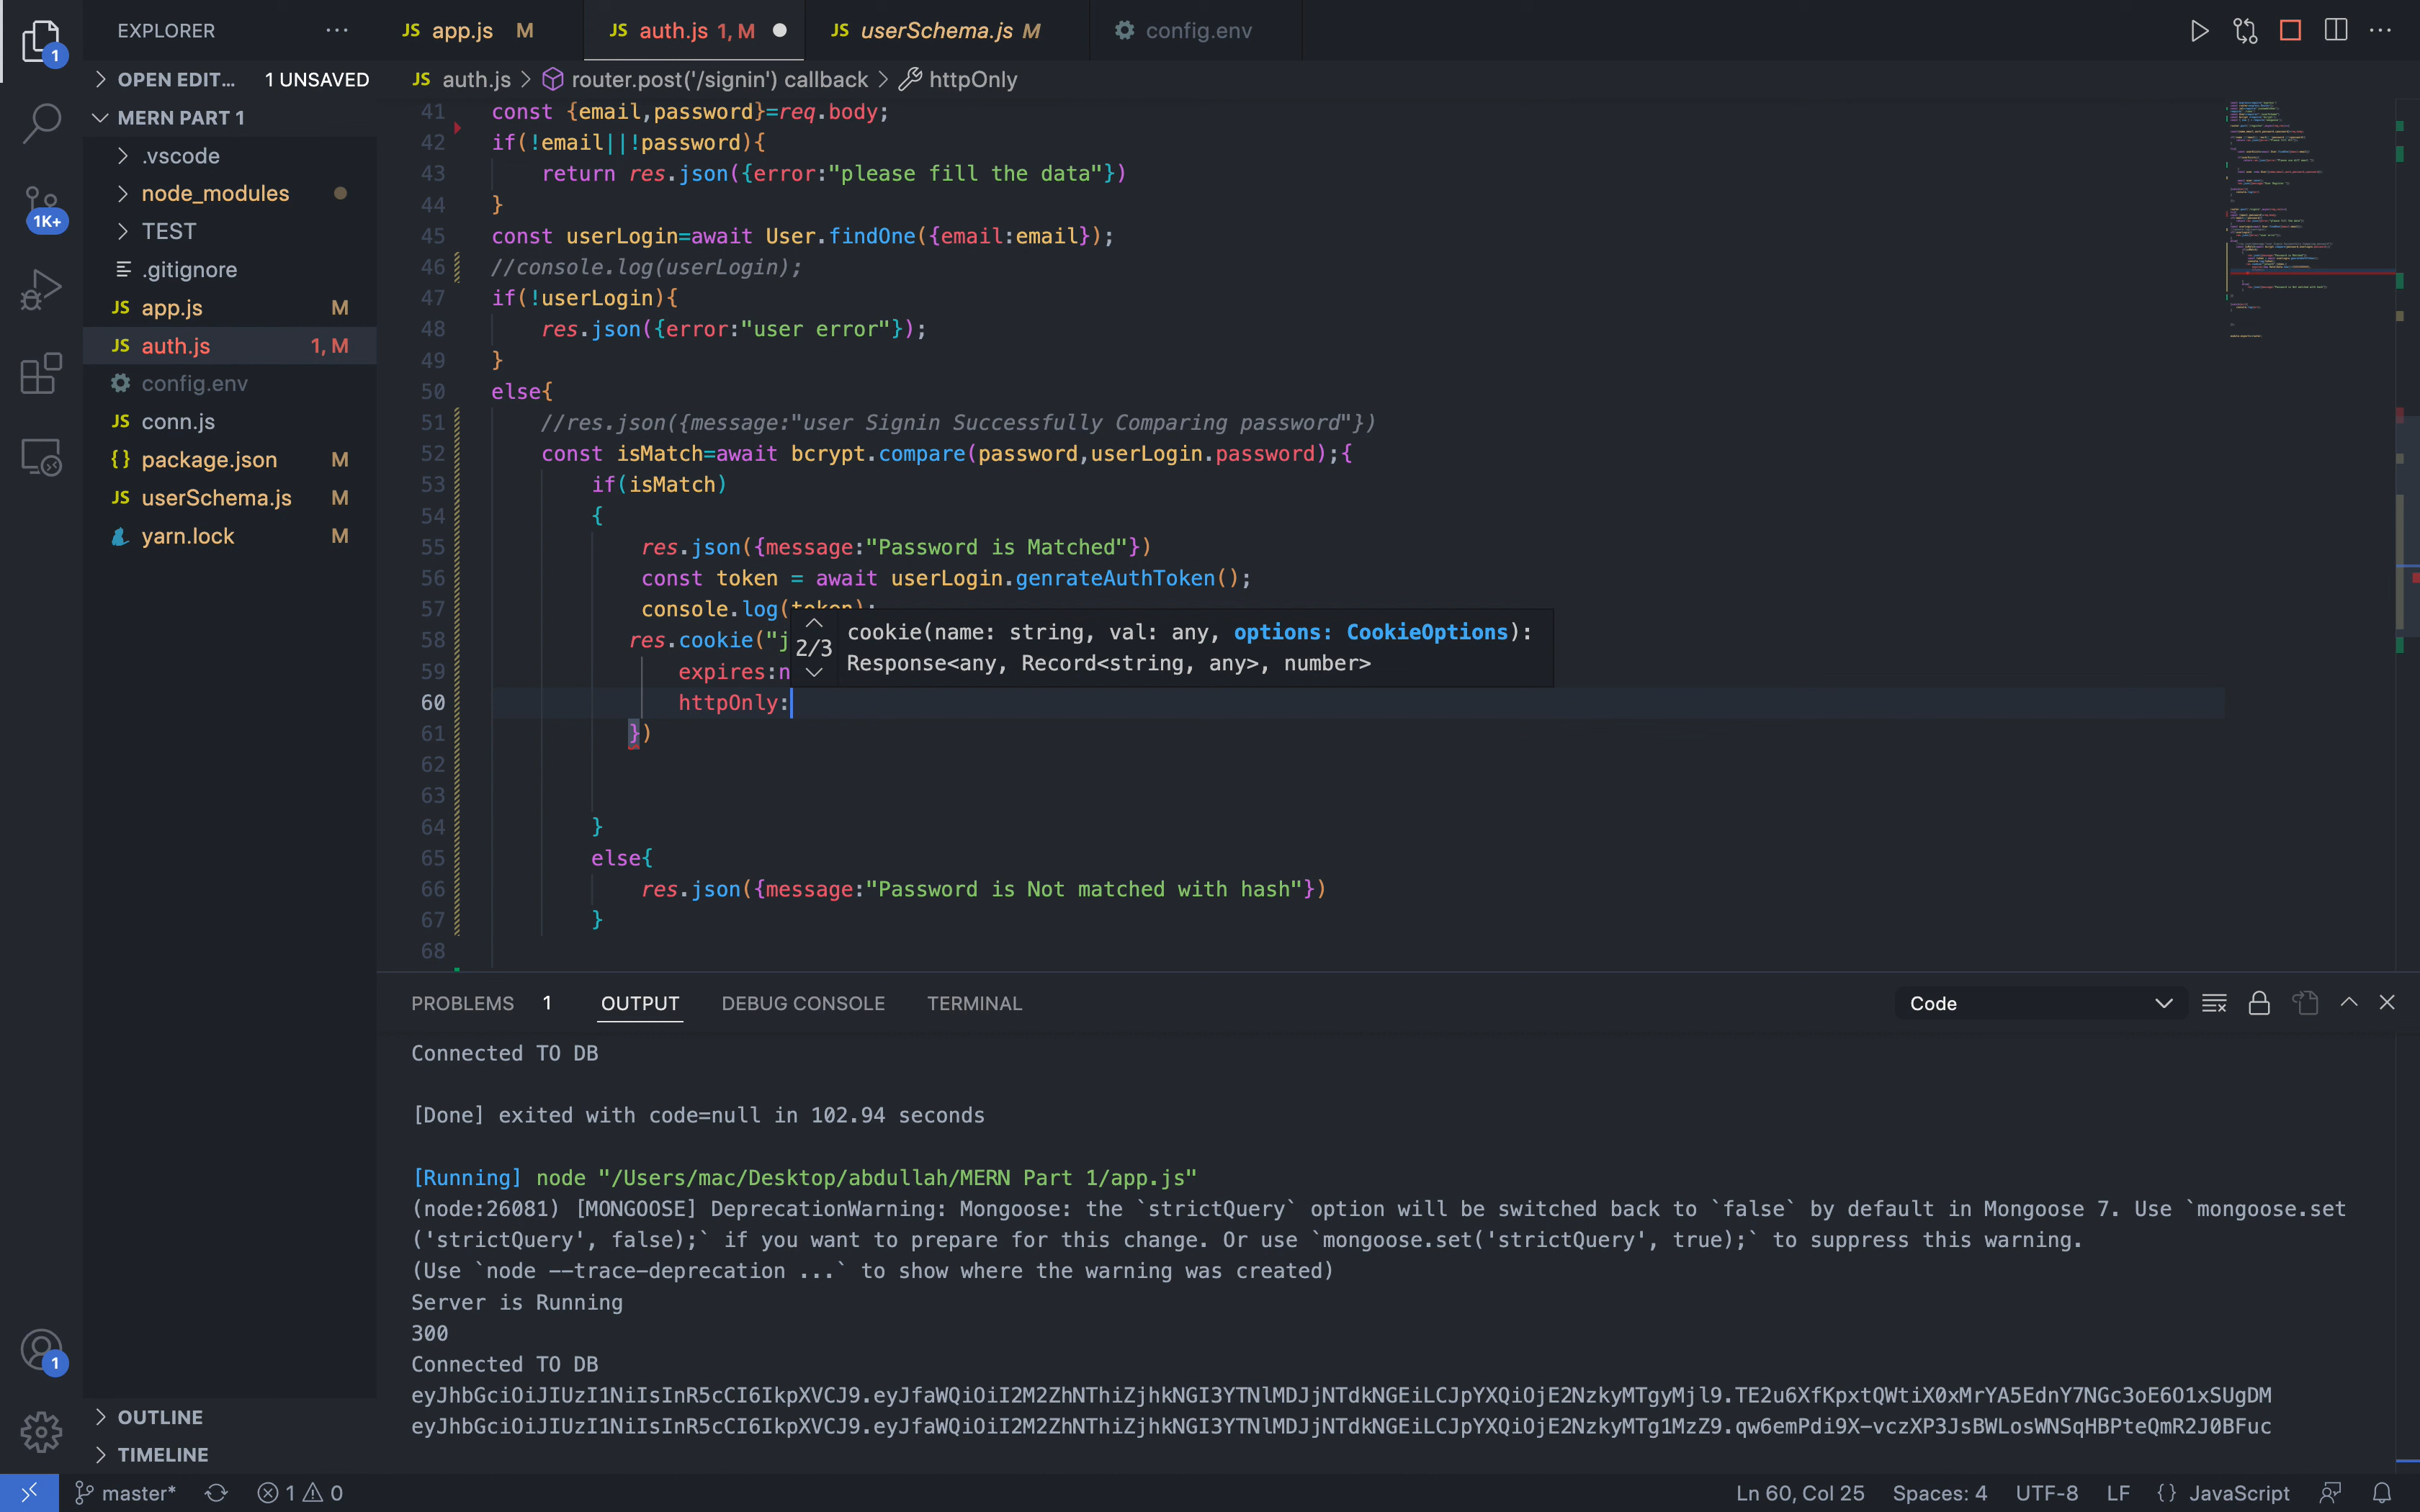 EXPLORER
OPEN EDIT... 1 UNSAVED
MERN PART 1
.vscode
node_modules
TEST
.gitignore
JS app.js M
JS auth.js 1, M
config.env
JS conn.js
{} package.json M
JS userSchema.js M
yarn.lock M
OUTLINE
TIMELINE
1
1K+
1
JS app.js M
JS auth.js 1, M
JS userSchema.js M
config.env
JS auth.js > router.post('/signin') callback > httpOnly
41 const {email,password}=req.body;
42 if(!email||!password){
43 return res.json({error:"please fill the data"})
44 }
45 const userLogin=await User.findOne({email:email});
46 //console.log(userLogin);
47 if(!userLogin){
48 res.json({error:"user error"});
49 }
50 else{
51 //res.json({message:"user Signin Successfully Comparing password"})
52 const isMatch=await bcrypt.compare(password,userLogin.password);{
53 if(isMatch)
54 {
55 res.json({message:"Password is Matched"})
56 const token = await userLogin.genrateAuthToken();
57 console.log(token);
58 res.cookie("j
59 expires:n
60 httpOnly:
61 })
62
63
64 }
65 else{
66 res.json({message:"Password is Not matched with hash"})
67 }
68
2/3
cookie(name: string, val: any, options: CookieOptions):
Response<any, Record<string, any>, number>
PROBLEMS 1 OUTPUT DEBUG CONSOLE TERMINAL
Code
Connected TO DB
[Done] exited with code=null in 102.94 seconds
[Running] node "/Users/mac/Desktop/abdullah/MERN Part 1/app.js"
(node:26081) [MONGOOSE] DeprecationWarning: Mongoose: the `strictQuery` option will be switched back to `false` by default in Mongoose 7. Use `mongoose.set
('strictQuery', false);` if you want to prepare for this change. Or use `mongoose.set('strictQuery', true);` to suppress this warning.
(Use `node --trace-deprecation ...` to show where the warning was created)
Server is Running
300
Connected TO DB
eyJhbGciOiJIUzI1NiIsInR5cCI6IkpXVCJ9.eyJfaWQiOiI2M2ZhNThiZjhkNGI3YTNlMDJjNTdkNGEiLCJpYXQiOjE2NzkyMTgyMjl9.TE2u6XfKpxtQWtiX0xMrYA5EdnY7NGc3oE6O1xSUgDM
eyJhbGciOiJIUzI1NiIsInR5cCI6IkpXVCJ9.eyJfaWQiOiI2M2ZhNThiZjhkNGI3YTNlMDJjNTdkNGEiLCJpYXQiOjE2NzkyMTg1MzZ9.qw6emPdi9X-vczXP3JsBWLosWNSqHBPteQmR2J0BFuc
master* 1 0
Ln 60, Col 25 Spaces: 4 UTF-8 LF {} JavaScript